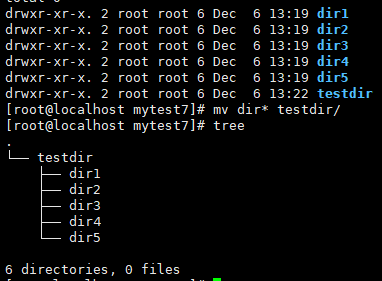 total 0
drwxr-xr-x. 2 root root 6 Dec  6 13:19 dir1
drwxr-xr-x. 2 root root 6 Dec  6 13:19 dir2
drwxr-xr-x. 2 root root 6 Dec  6 13:19 dir3
drwxr-xr-x. 2 root root 6 Dec  6 13:19 dir4
drwxr-xr-x. 2 root root 6 Dec  6 13:19 dir5
drwxr-xr-x. 2 root root 6 Dec  6 13:22 testdir
[root@localhost mytest7]# mv dir* testdir/
[root@localhost mytest7]# tree
.
└── testdir
    ├── dir1
    ├── dir2
    ├── dir3
    ├── dir4
    └── dir5
6 directories, 0 files
[root@localhost mytest7]#